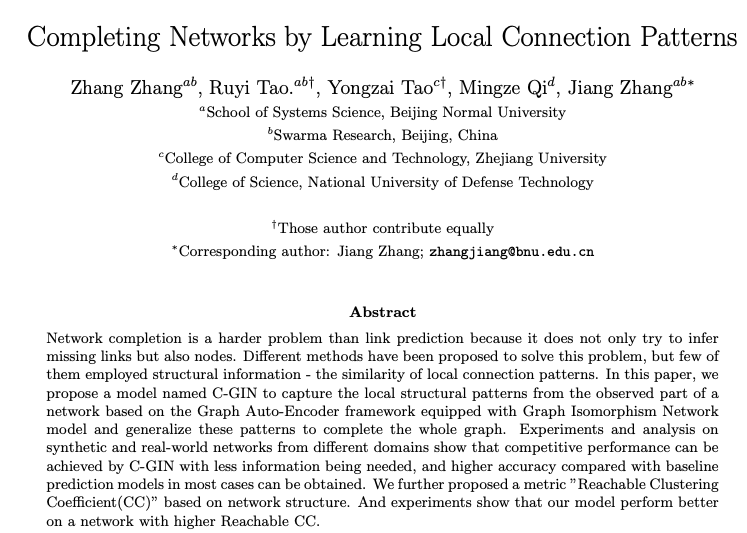 Completing Networks by Learning Local Connection Patterns
Zhang Zhang^{ab}, Ruyi Tao.^{ab†}, Yongzai Tao^{c†}, Mingze Qi^{d}, Jiang Zhang^{ab∗}
^{a}School of Systems Science, Beijing Normal University
^{b}Swarma Research, Beijing, China
^{c}College of Computer Science and Technology, Zhejiang University
^{d}College of Science, National University of Defense Technology
^{†}Those author contribute equally
^{∗}Corresponding author: Jiang Zhang; zhangjiang@bnu.edu.cn
Abstract
Network completion is a harder problem than link prediction because it does not only try to infer
missing links but also nodes. Different methods have been proposed to solve this problem, but few of
them employed structural information - the similarity of local connection patterns. In this paper, we
propose a model named C-GIN to capture the local structural patterns from the observed part of a
network based on the Graph Auto-Encoder framework equipped with Graph Isomorphism Network
model and generalize these patterns to complete the whole graph. Experiments and analysis on
synthetic and real-world networks from different domains show that competitive performance can be
achieved by C-GIN with less information being needed, and higher accuracy compared with baseline
prediction models in most cases can be obtained. We further proposed a metric ”Reachable Clustering
Coefficient(CC)” based on network structure. And experiments show that our model perform better
on a network with higher Reachable CC.